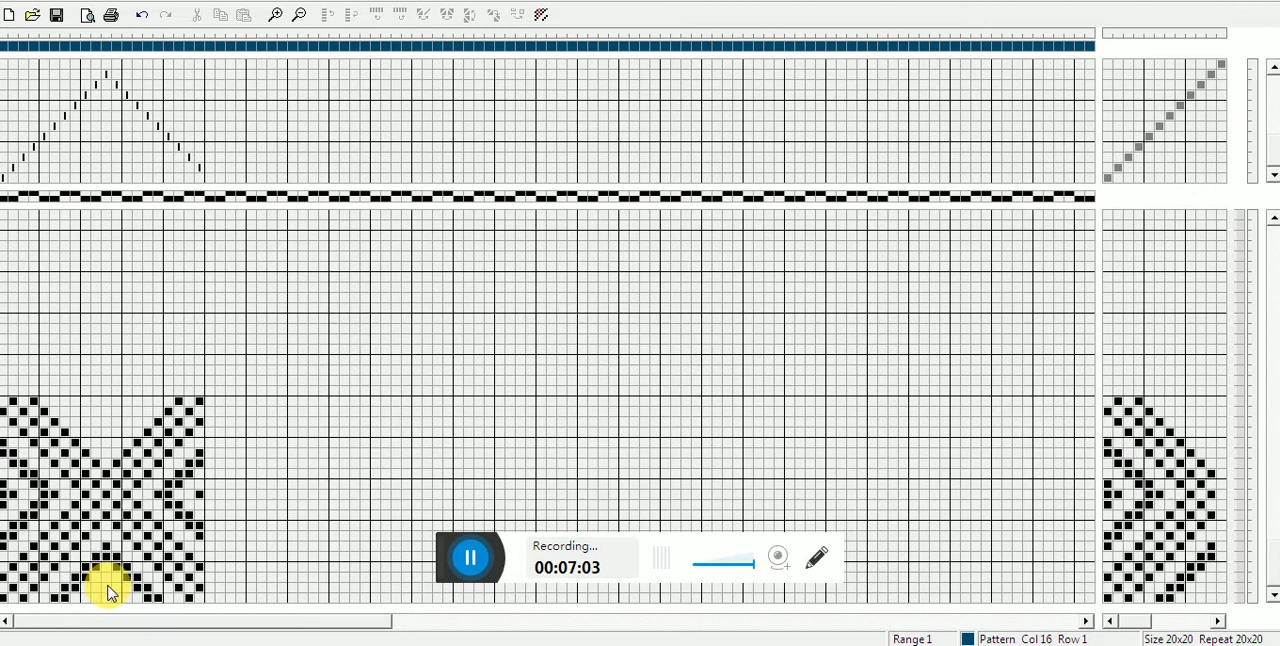 Recording...
00:07:03
Range 1
Pattern Col 16 Row 1
Size 20x20 Repeat 20x20